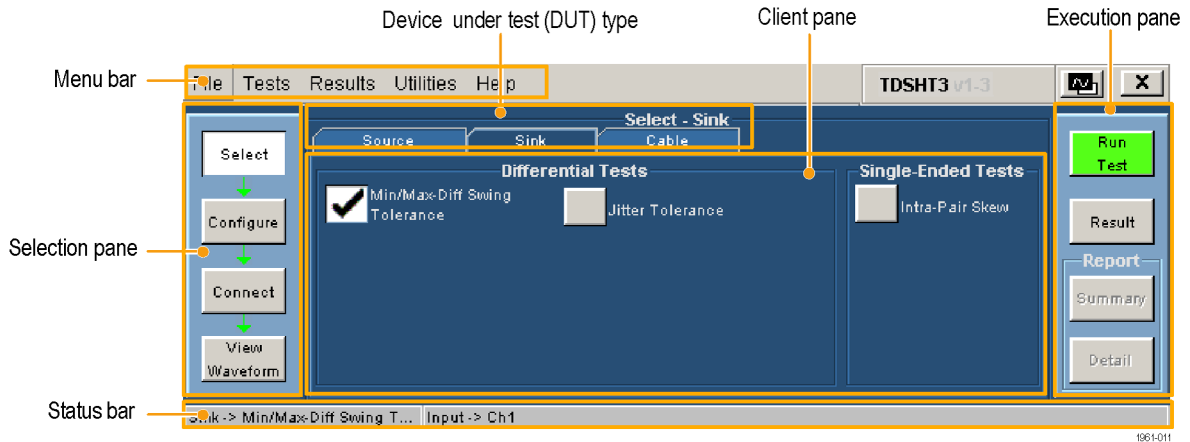 Device under test (DUT) type
Client pane
Execution pane
Menu bar
File Tests Results Utilities Help
TDSHT3 v1-3
X
Select - Sink
Source Sink Cable
Select
Configure
Connect
View
Waveform
Selection pane
Differential Tests
Min/Max-Diff Swing
Tolerance
Jitter Tolerance
Single-Ended Tests
Intra-Pair Skew
Run
Test
Result
Report
Summary
Detail
Status bar
Sink -> Min/Max-Diff Swing T... Input -> Ch1
1961-011